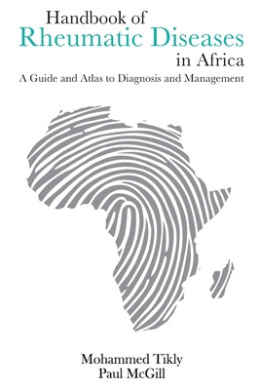 Handbook of
Rheumatic Diseases
in Africa
A Guide and Atlas to Diagnosis and Management
Mohammed Tikly
Paul McGill